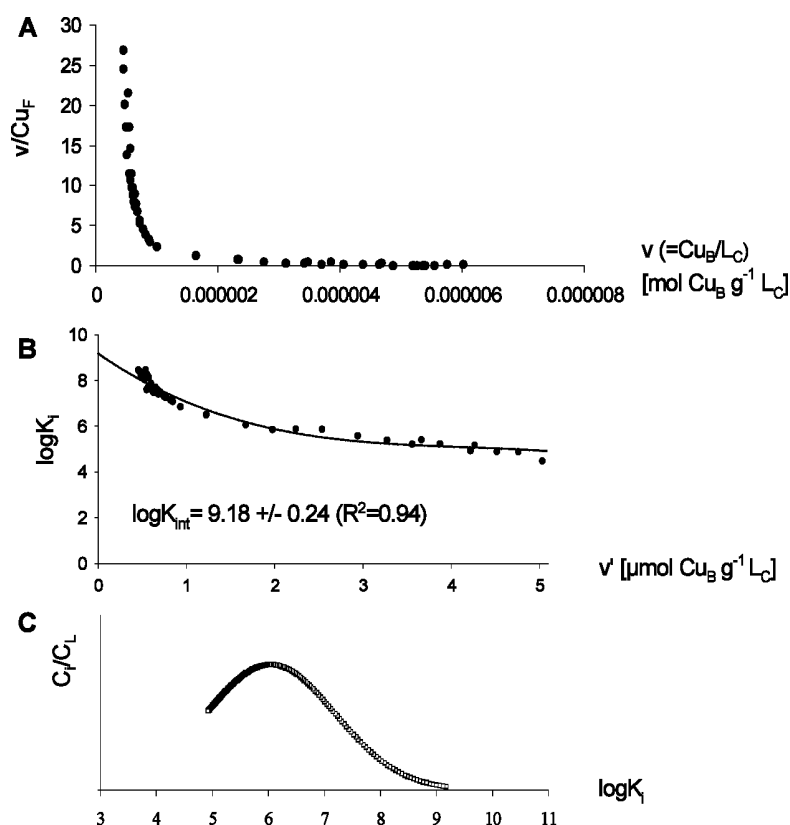 A
30
25
20
15
10
5
0
v/Cu_F
0 0.000002 0.000004 0.000006 0.000008
v (=Cu_B/L_C)
[mol Cu_B g⁻¹ L_C]
B
10
8
6
4
2
0
logK_i
logK_int= 9.18 +/- 0.24 (R²=0.94)
0 1 2 3 4 5
v' [µmol Cu_B g⁻¹ L_C]
C
C_i/C_L
3 4 5 6 7 8 9 10 11
logK_i